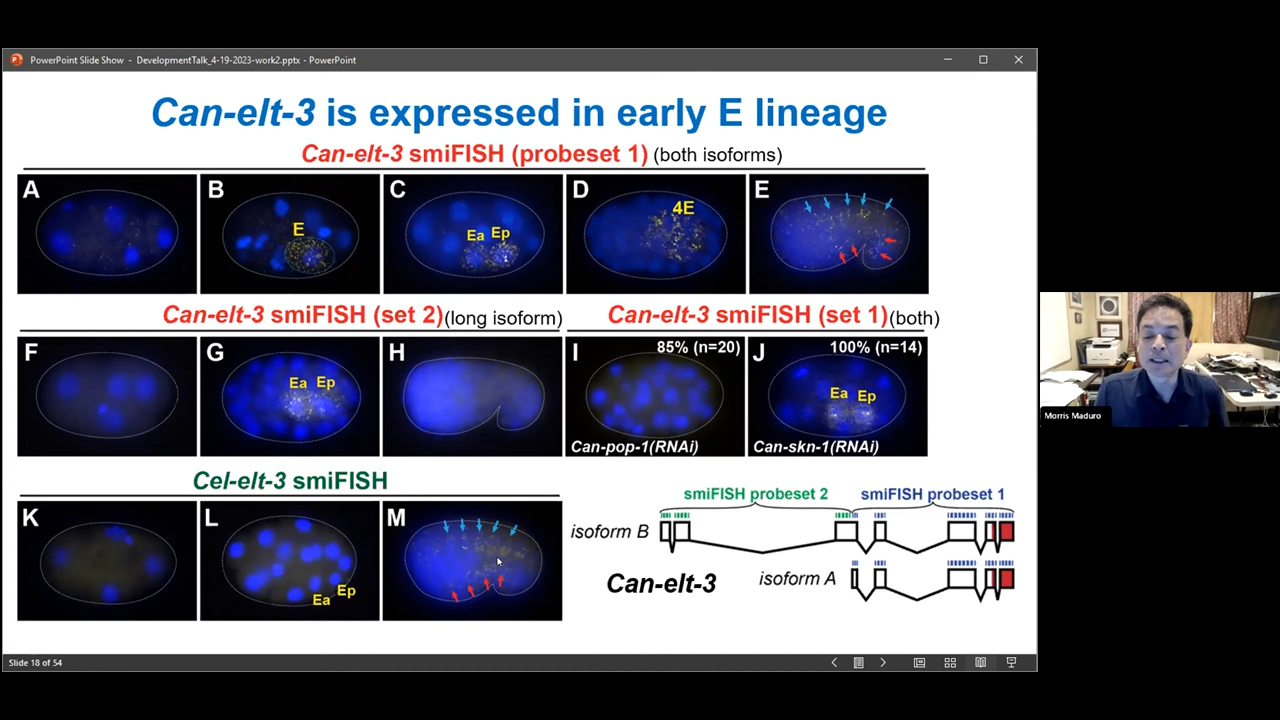 PowerPoint Slide Show - DevelopmentTalk_4-19-2023-work2.pptx - PowerPoint
Can-elt-3 is expressed in early E lineage
Can-elt-3 smiFISH (probeset 1) (both isoforms)
A
B
E
C
Ea Ep
D
4E
E
Can-elt-3 smiFISH (set 2)(long isoform)
Can-elt-3 smiFISH (set 1)(both)
F
G
Ea Ep
H
I
85% (n=20)
Can-pop-1(RNAi)
J
100% (n=14)
Ea Ep
Can-skn-1(RNAi)
Cel-elt-3 smiFISH
K
L
Ea Ep
M
smiFISH probeset 2
smiFISH probeset 1
isoform B
Can-elt-3
isoform A
Morris Maduro
Slide 18 of 54